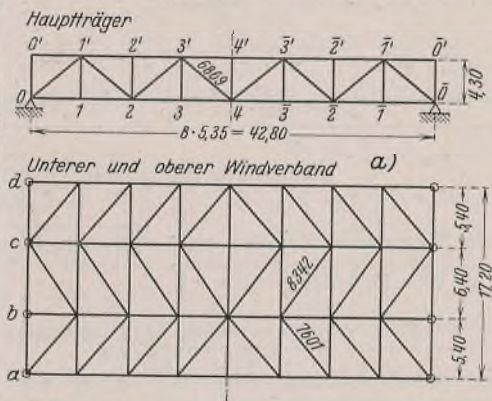 Hauptträger
0' 1' 2' 3' 4' 3̄' 2̄' 1̄' 0̄'
6869
4,30
0 1 2 3 4 3̄ 2̄ 1̄ 0̄
8·5,35 = 42,80
Unterer und oberer Windverband a)
d
5,40
c
8342
6,40
17,20
b
7601
5,40
a